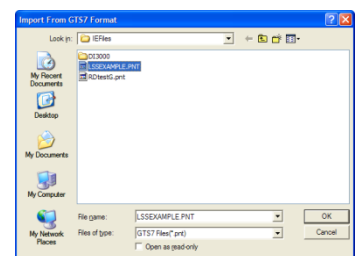 Import From GTS7 Format
Look in: IEFiles
DI3000
LSSEXAMPLE.PNT
RDtestG.pnt
My Recent
Documents
Desktop
My Documents
My Computer
My Network
Places
File name: LSSEXAMPLE.PNT OK
Files of type: GTS7 Files(*.pnt) Cancel
Open as read-only